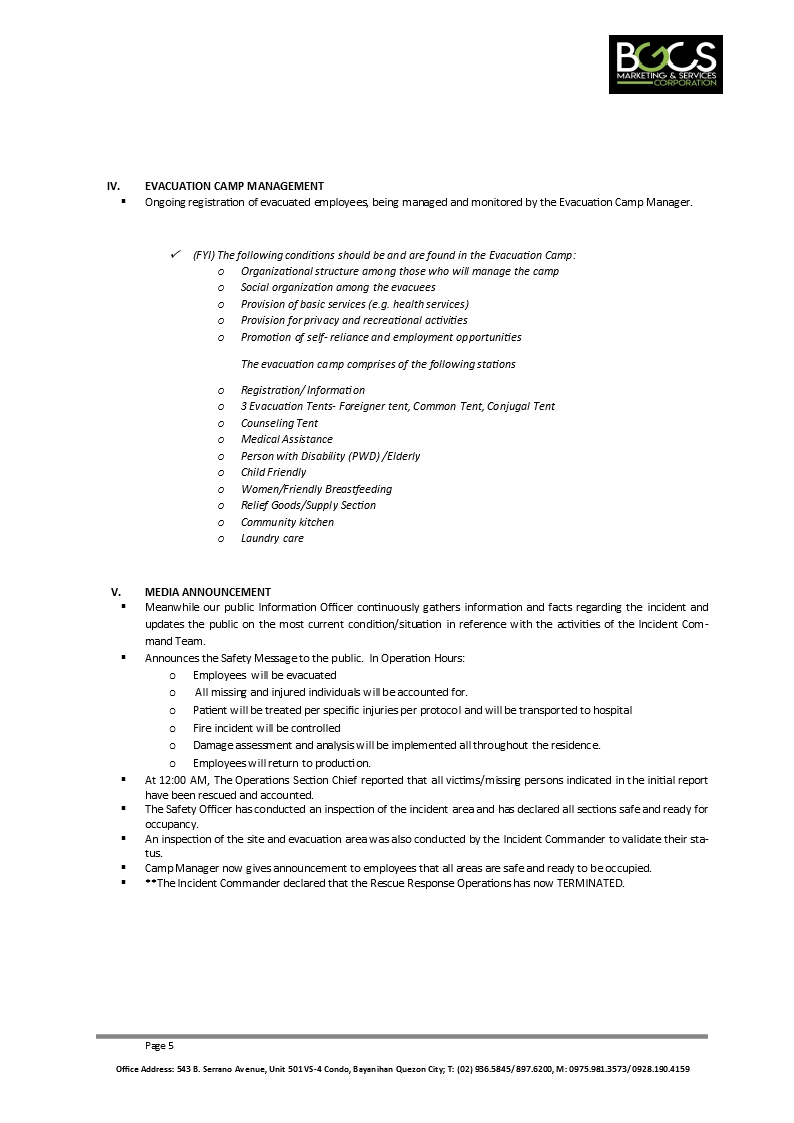 BGCS
MARKETING & SERVICES
CORPORATION
IV. EVACUATION CAMP MANAGEMENT
▪ Ongoing registration of evacuated employees, being managed and monitored by the Evacuation Camp Manager.
✓ (FYI) The following conditions should be and are found in the Evacuation Camp:
o Organizational structure among those who will manage the camp
o Social organization among the evacuees
o Provision of basic services (e.g. health services)
o Provision for privacy and recreational activities
o Promotion of self- reliance and employment opportunities
The evacuation camp comprises of the following stations
o Registration/ Information
o 3 Evacuation Tents- Foreigner tent, Common Tent, Conjugal Tent
o Counseling Tent
o Medical Assistance
o Person with Disability (PWD) /Elderly
o Child Friendly
o Women/Friendly Breastfeeding
o Relief Goods/Supply Section
o Community kitchen
o Laundry care
V. MEDIA ANNOUNCEMENT
▪ Meanwhile our public Information Officer continuously gathers information and facts regarding the incident and
updates the public on the most current condition/situation in reference with the activities of the Incident Com-
mand Team.
▪ Announces the Safety Message to the public. In Operation Hours:
o Employees will be evacuated
o All missing and injured individuals will be accounted for.
o Patient will be treated per specific injuries per protocol and will be transported to hospital
o Fire incident will be controlled
o Damage assessment and analysis will be implemented all throughout the residence.
o Employees will return to production.
▪ At 12:00 AM, The Operations Section Chief reported that all victims/missing persons indicated in the initial report
have been rescued and accounted.
▪ The Safety Officer has conducted an inspection of the incident area and has declared all sections safe and ready for
occupancy.
▪ An inspection of the site and evacuation area was also conducted by the Incident Commander to validate their sta-
tus.
▪ Camp Manager now gives announcement to employees that all areas are safe and ready to be occupied.
▪ **The Incident Commander declared that the Rescue Response Operations has now TERMINATED.
Page 5
Office Address: 543 B. Serrano Avenue, Unit 501 VS-4 Condo, Bayanihan Quezon City; T: (02) 936.5845/ 897.6200, M: 0975.981.3573/ 0928.190.4159